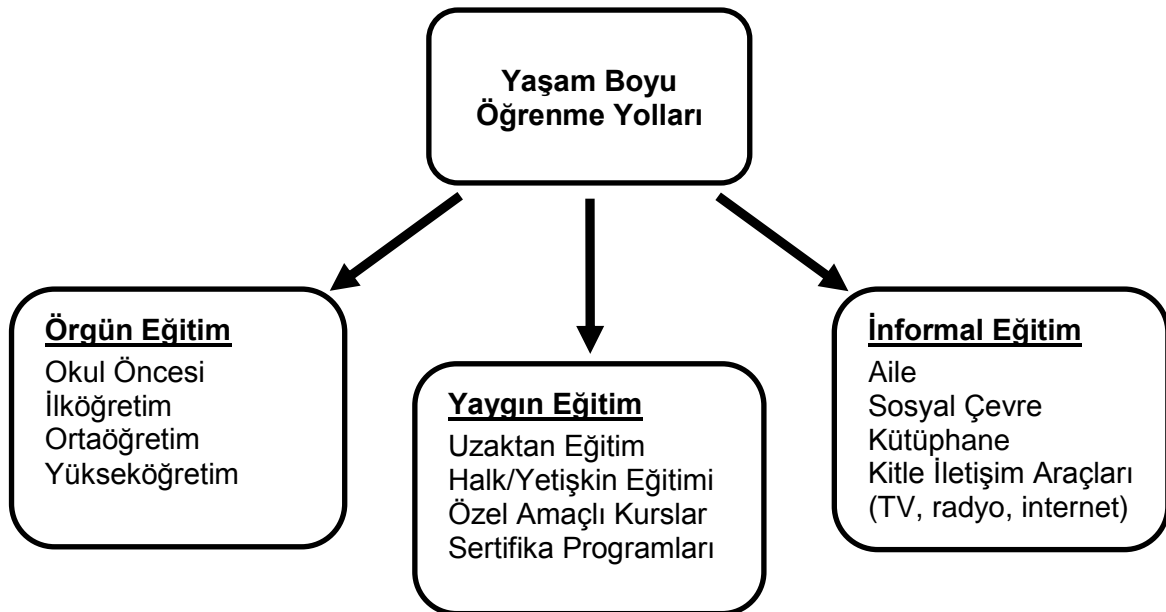 Yaşam Boyu
Öğrenme Yolları
Örgün Eğitim
Okul Öncesi
İlköğretim
Ortaöğretim
Yükseköğretim
Yaygın Eğitim
Uzaktan Eğitim
Halk/Yetişkin Eğitimi
Özel Amaçlı Kurslar
Sertifika Programları
İnformal Eğitim
Aile
Sosyal Çevre
Kütüphane
Kitle İletişim Araçları
(TV, radyo, internet)